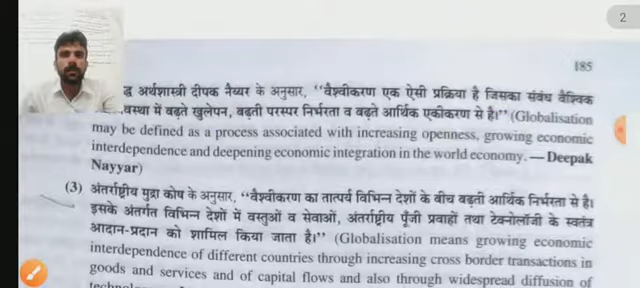 2
185
द्ध अर्थशास्त्री दीपक नैय्यर के अनुसार, ‘‘वैश्वीकरण एक ऐसी प्रक्रिया है जिसका संबंध वैश्विक
वस्था में बढ़ते खुलेपन, बढ़ती परस्पर निर्भरता व बढ़ते आर्थिक एकीकरण से है।’’ (Globalisation
may be defined as a process associated with increasing openness, growing economic
interdependence and deepening economic integration in the world economy. — Deepak
Nayyar)
(3) अंतर्राष्ट्रीय मुद्रा कोष के अनुसार, ‘‘वैश्वीकरण का तात्पर्य विभिन्न देशों के बीच बढ़ती आर्थिक निर्भरता से है।
इसके अंतर्गत विभिन्न देशों में वस्तुओं व सेवाओं, अंतर्राष्ट्रीय पूँजी प्रवाहों तथा टेक्नोलॉजी के स्वतंत्र
आदान-प्रदान को शामिल किया जाता है।’’ (Globalisation means growing economic
interdependence of different countries through increasing cross border transactions in
goods and services and of capital flows and also through widespread diffusion of